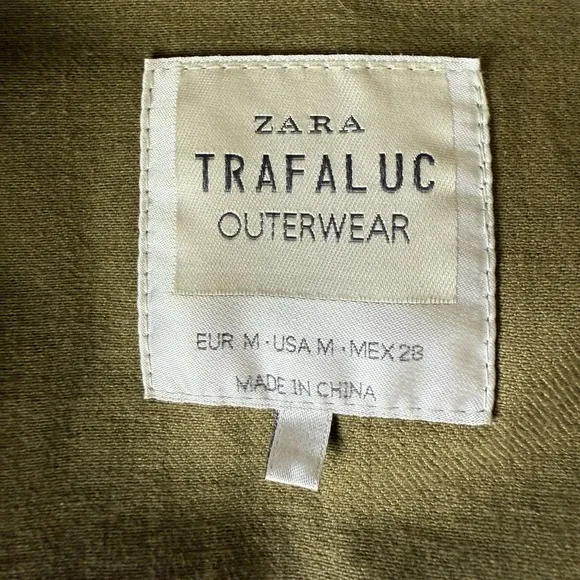 ZARA
TRAFALUC
OUTERWEAR
EUR M · USA M · MEX 28
MADE IN CHINA